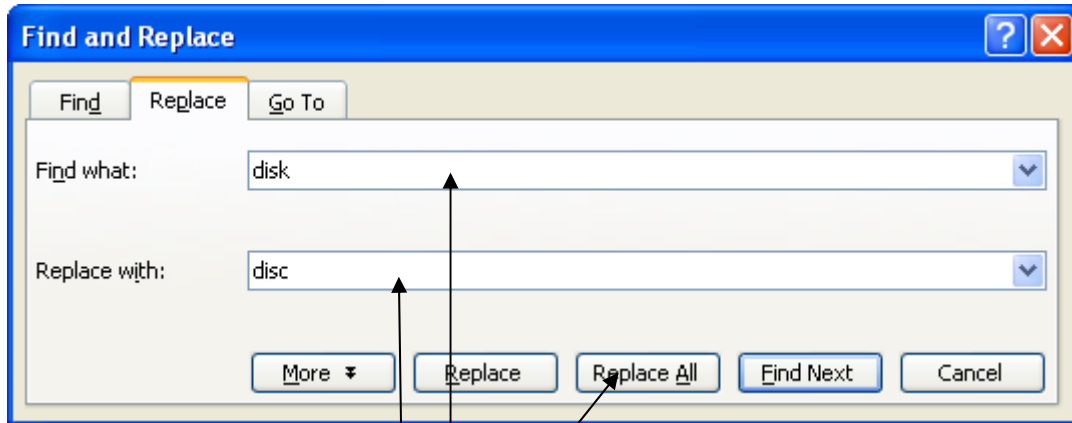 Find and Replace
Find Replace Go To
Find what: disk
Replace with: disc
More Replace Replace All Find Next Cancel